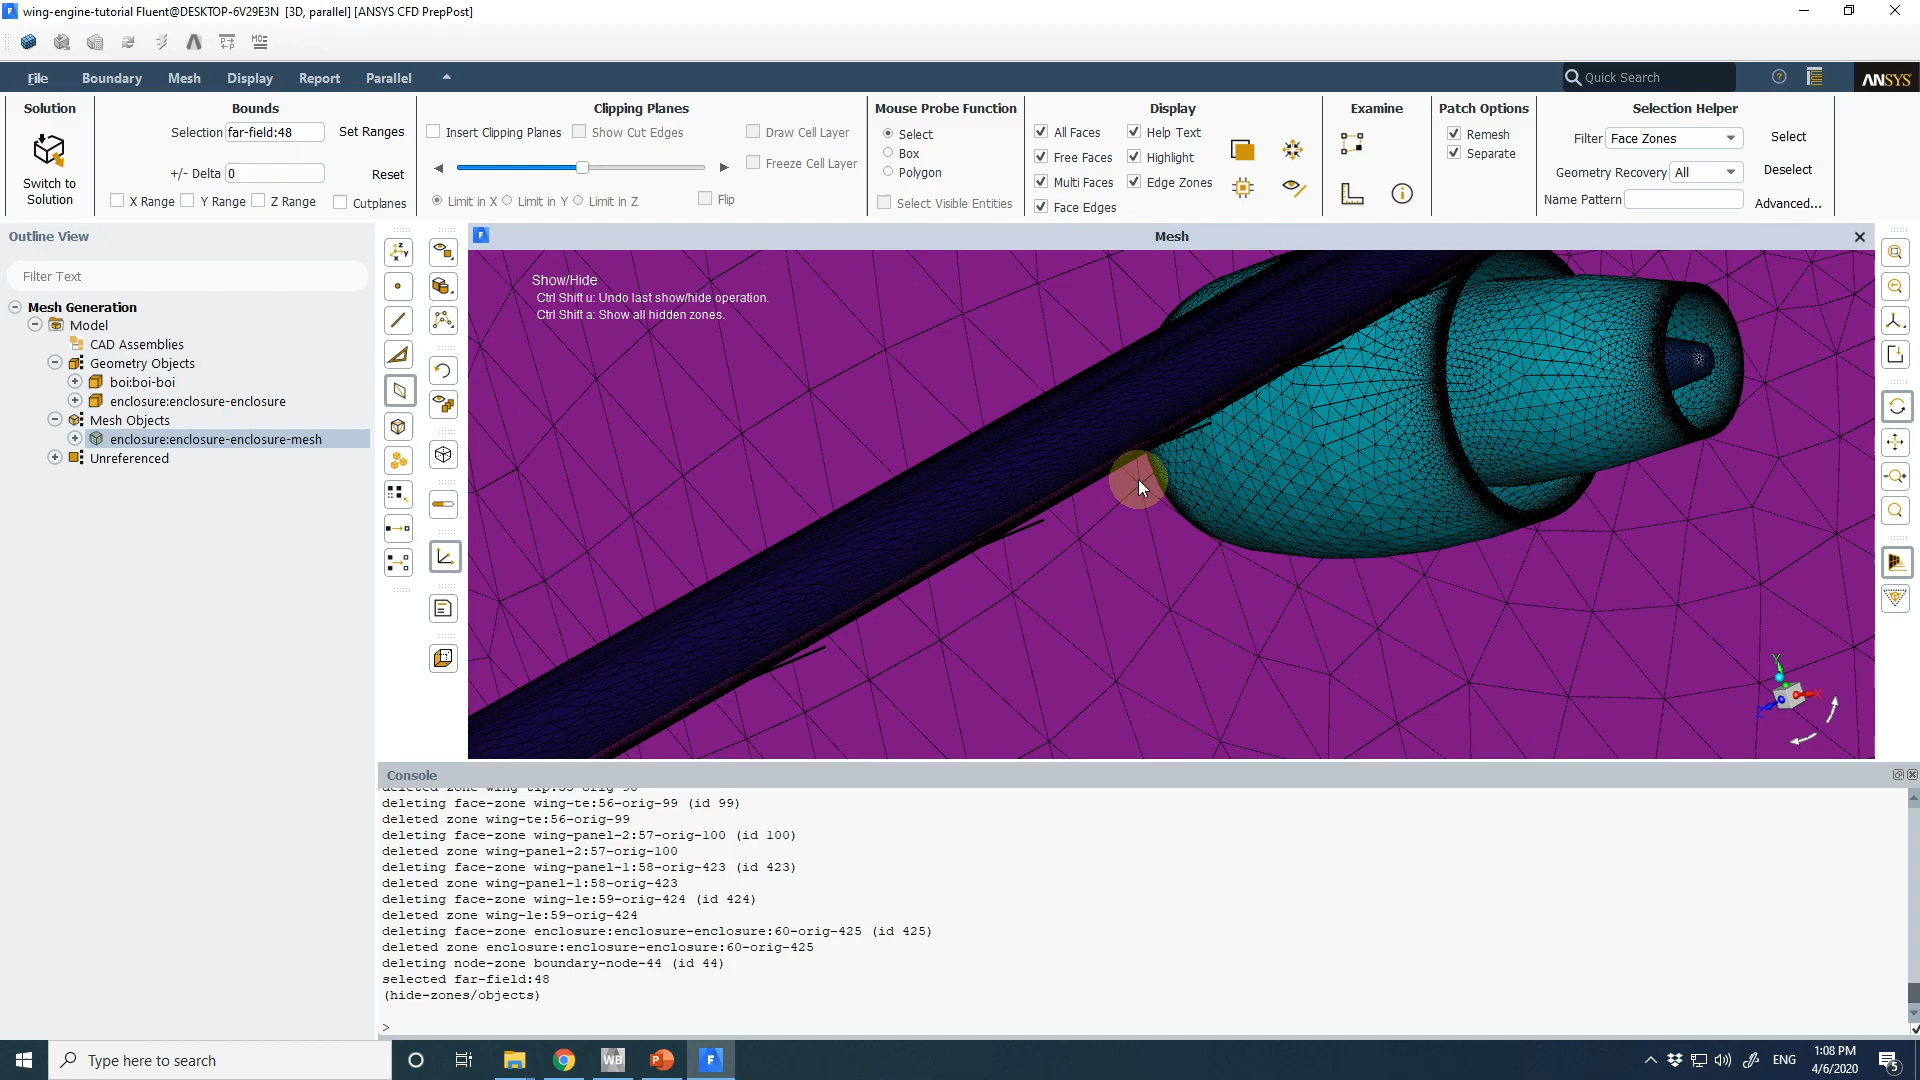 wing-engine-tutorial Fluent@DESKTOP-6V29E3N [3D, parallel] [ANSYS CFD PrepPost]
File Boundary Mesh Display Report Parallel
Quick Search
ANSYS
Solution
Switch to
Solution
Bounds
Selection far-field:48 Set Ranges
+/- Delta 0 Reset
X Range Y Range Z Range Cutplanes
Clipping Planes
Insert Clipping Planes Show Cut Edges Draw Cell Layer
Freeze Cell Layer
Limit in X Limit in Y Limit in Z Flip
Mouse Probe Function
Select
Box
Polygon
Select Visible Entities
Display
All Faces Help Text
Free Faces Highlight
Multi Faces Edge Zones
Face Edges
Examine
Patch Options
Remesh
Separate
Selection Helper
Filter Face Zones Select
Geometry Recovery All Deselect
Name Pattern Advanced...
Outline View
Filter Text
Mesh Generation
Model
CAD Assemblies
Geometry Objects
boi:boi-boi
enclosure:enclosure-enclosure
Mesh Objects
enclosure:enclosure-enclosure-mesh
Unreferenced
Mesh
Show/Hide
Ctrl Shift u: Undo last show/hide operation.
Ctrl Shift a: Show all hidden zones.
Y
X
Z
Console
deleting face-zone wing-te:56-orig-99 (id 99)
deleted zone wing-te:56-orig-99
deleting face-zone wing-panel-2:57-orig-100 (id 100)
deleted zone wing-panel-2:57-orig-100
deleting face-zone wing-panel-1:58-orig-423 (id 423)
deleted zone wing-panel-1:58-orig-423
deleting face-zone wing-le:59-orig-424 (id 424)
deleted zone wing-le:59-orig-424
deleting face-zone enclosure:enclosure-enclosure:60-orig-425 (id 425)
deleted zone enclosure:enclosure-enclosure:60-orig-425
deleting node-zone boundary-node-44 (id 44)
selected far-field:48
(hide-zones/objects)
>
Type here to search
WB
ENG
1:08 PM
4/6/2020
5